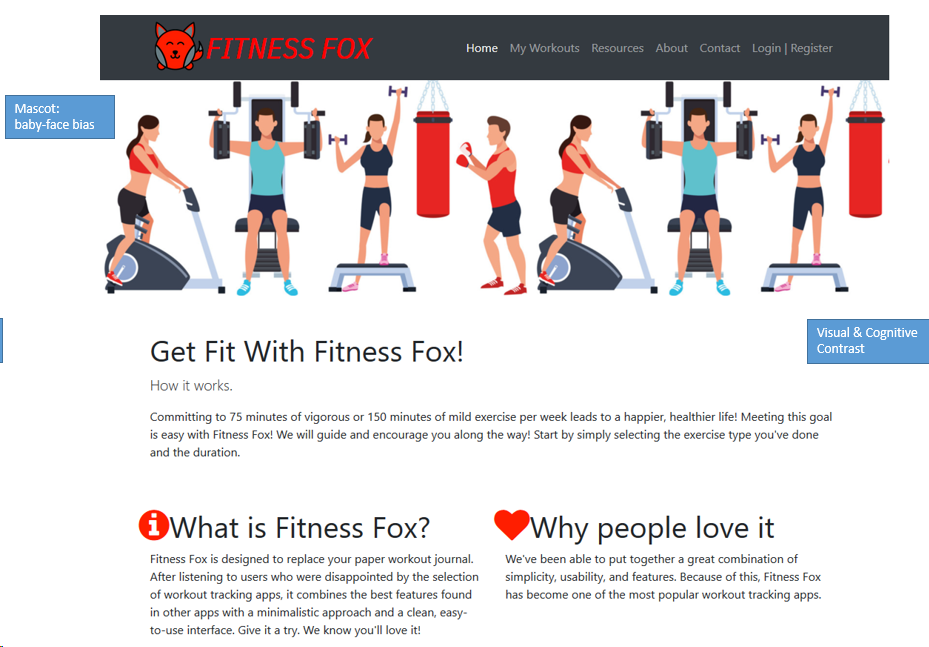 FITNESS FOX
Home My Workouts Resources About Contact Login | Register
Mascot:
baby-face bias
Visual & Cognitive
Contrast
Get Fit With Fitness Fox!
How it works.
Committing to 75 minutes of vigorous or 150 minutes of mild exercise per week leads to a happier, healthier life! Meeting this goal
is easy with Fitness Fox! We will guide and encourage you along the way! Start by simply selecting the exercise type you've done
and the duration.
What is Fitness Fox?
Fitness Fox is designed to replace your paper workout journal.
After listening to users who were disappointed by the selection
of workout tracking apps, it combines the best features found
in other apps with a minimalistic approach and a clean, easy-
to-use interface. Give it a try. We know you'll love it!
Why people love it
We've been able to put together a great combination of
simplicity, usability, and features. Because of this, Fitness Fox
has become one of the most popular workout tracking apps.